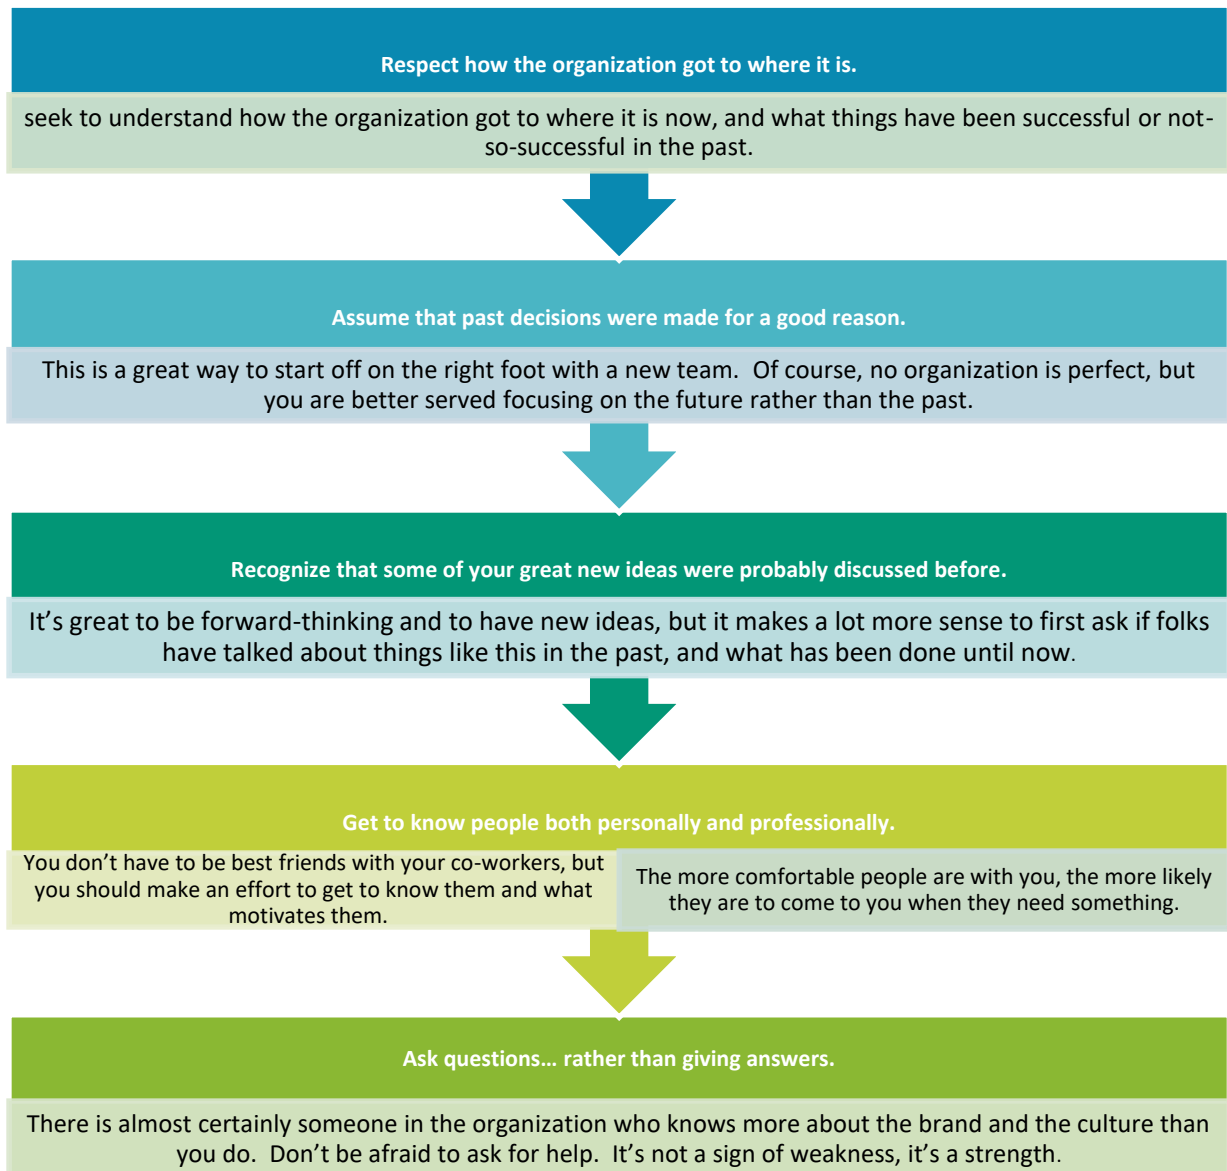 Respect how the organization got to where it is.
seek to understand how the organization got to where it is now, and what things have been successful or not-
so-successful in the past.
Assume that past decisions were made for a good reason.
This is a great way to start off on the right foot with a new team.  Of course, no organization is perfect, but
you are better served focusing on the future rather than the past.
Recognize that some of your great new ideas were probably discussed before.
It’s great to be forward-thinking and to have new ideas, but it makes a lot more sense to first ask if folks
have talked about things like this in the past, and what has been done until now.
Get to know people both personally and professionally.
You don’t have to be best friends with your co-workers, but
you should make an effort to get to know them and what
motivates them.
The more comfortable people are with you, the more likely
they are to come to you when they need something.
Ask questions… rather than giving answers.
There is almost certainly someone in the organization who knows more about the brand and the culture than
you do.  Don’t be afraid to ask for help.  It’s not a sign of weakness, it’s a strength.